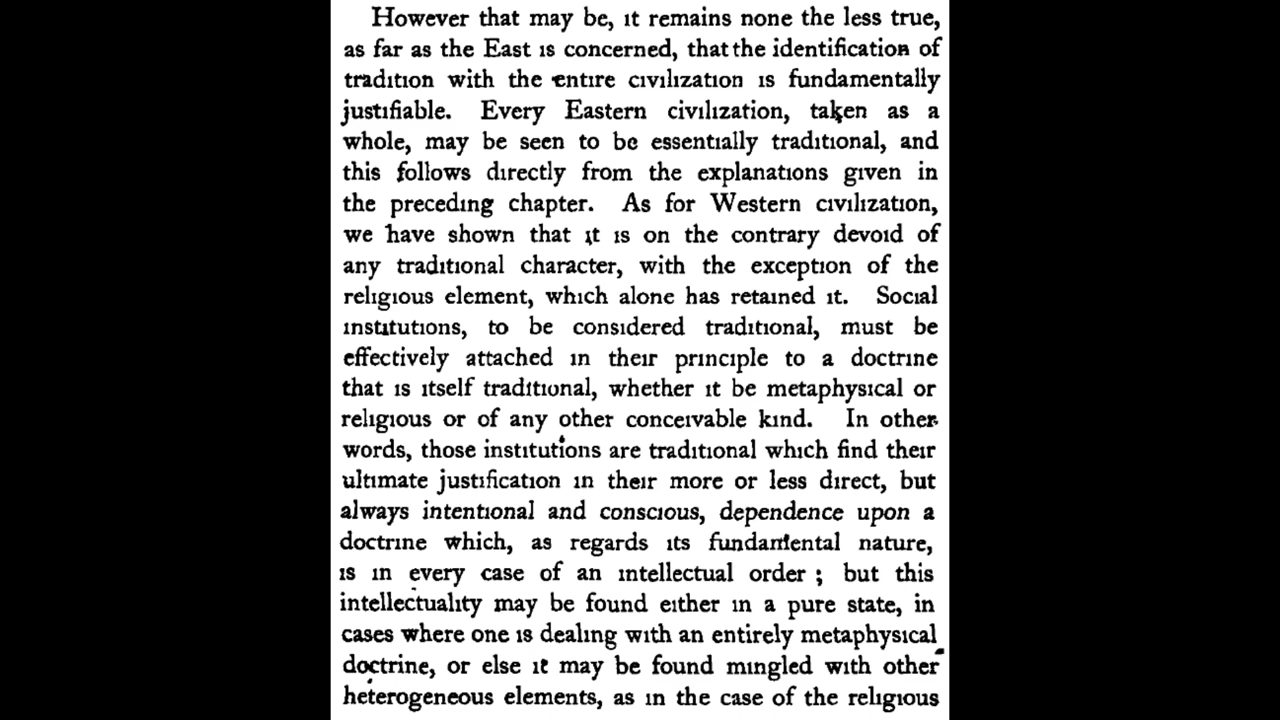 However that may be, it remains none the less true,
as far as the East is concerned, that the identification of
tradition with the entire civilization is fundamentally
justifiable. Every Eastern civilization, taken as a
whole, may be seen to be essentially traditional, and
this follows directly from the explanations given in
the preceding chapter. As for Western civilization,
we have shown that it is on the contrary devoid of
any traditional character, with the exception of the
religious element, which alone has retained it. Social
institutions, to be considered traditional, must be
effectively attached in their principle to a doctrine
that is itself traditional, whether it be metaphysical or
religious or of any other conceivable kind. In other
words, those institutions are traditional which find their
ultimate justification in their more or less direct, but
always intentional and conscious, dependence upon a
doctrine which, as regards its fundamental nature,
is in every case of an intellectual order ; but this
intellectuality may be found either in a pure state, in
cases where one is dealing with an entirely metaphysical
doctrine, or else it may be found mingled with other
heterogeneous elements, as in the case of the religious